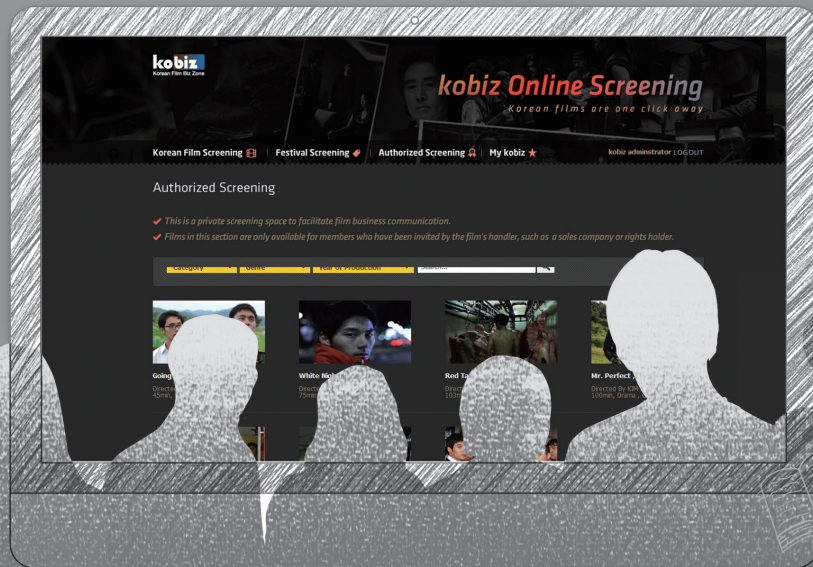 kobiz
Korean Film Biz Zone
kobiz Online Screening
Korean films are one click away
Korean Film Screening
Festival Screening
Authorized Screening
My kobiz
kobiz adminstrator LOGOUT
Authorized Screening
This is a private screening space to facilitate film business communication.
Films in this section are only available for members who have been invited by the film's handler, such as a sales company or rights holder.
Category
Genre
Year of Production
Search...
Going
45min,
White
75min
Red
103m
Mr. Perfect
Directed By KIM
100min, Drama,